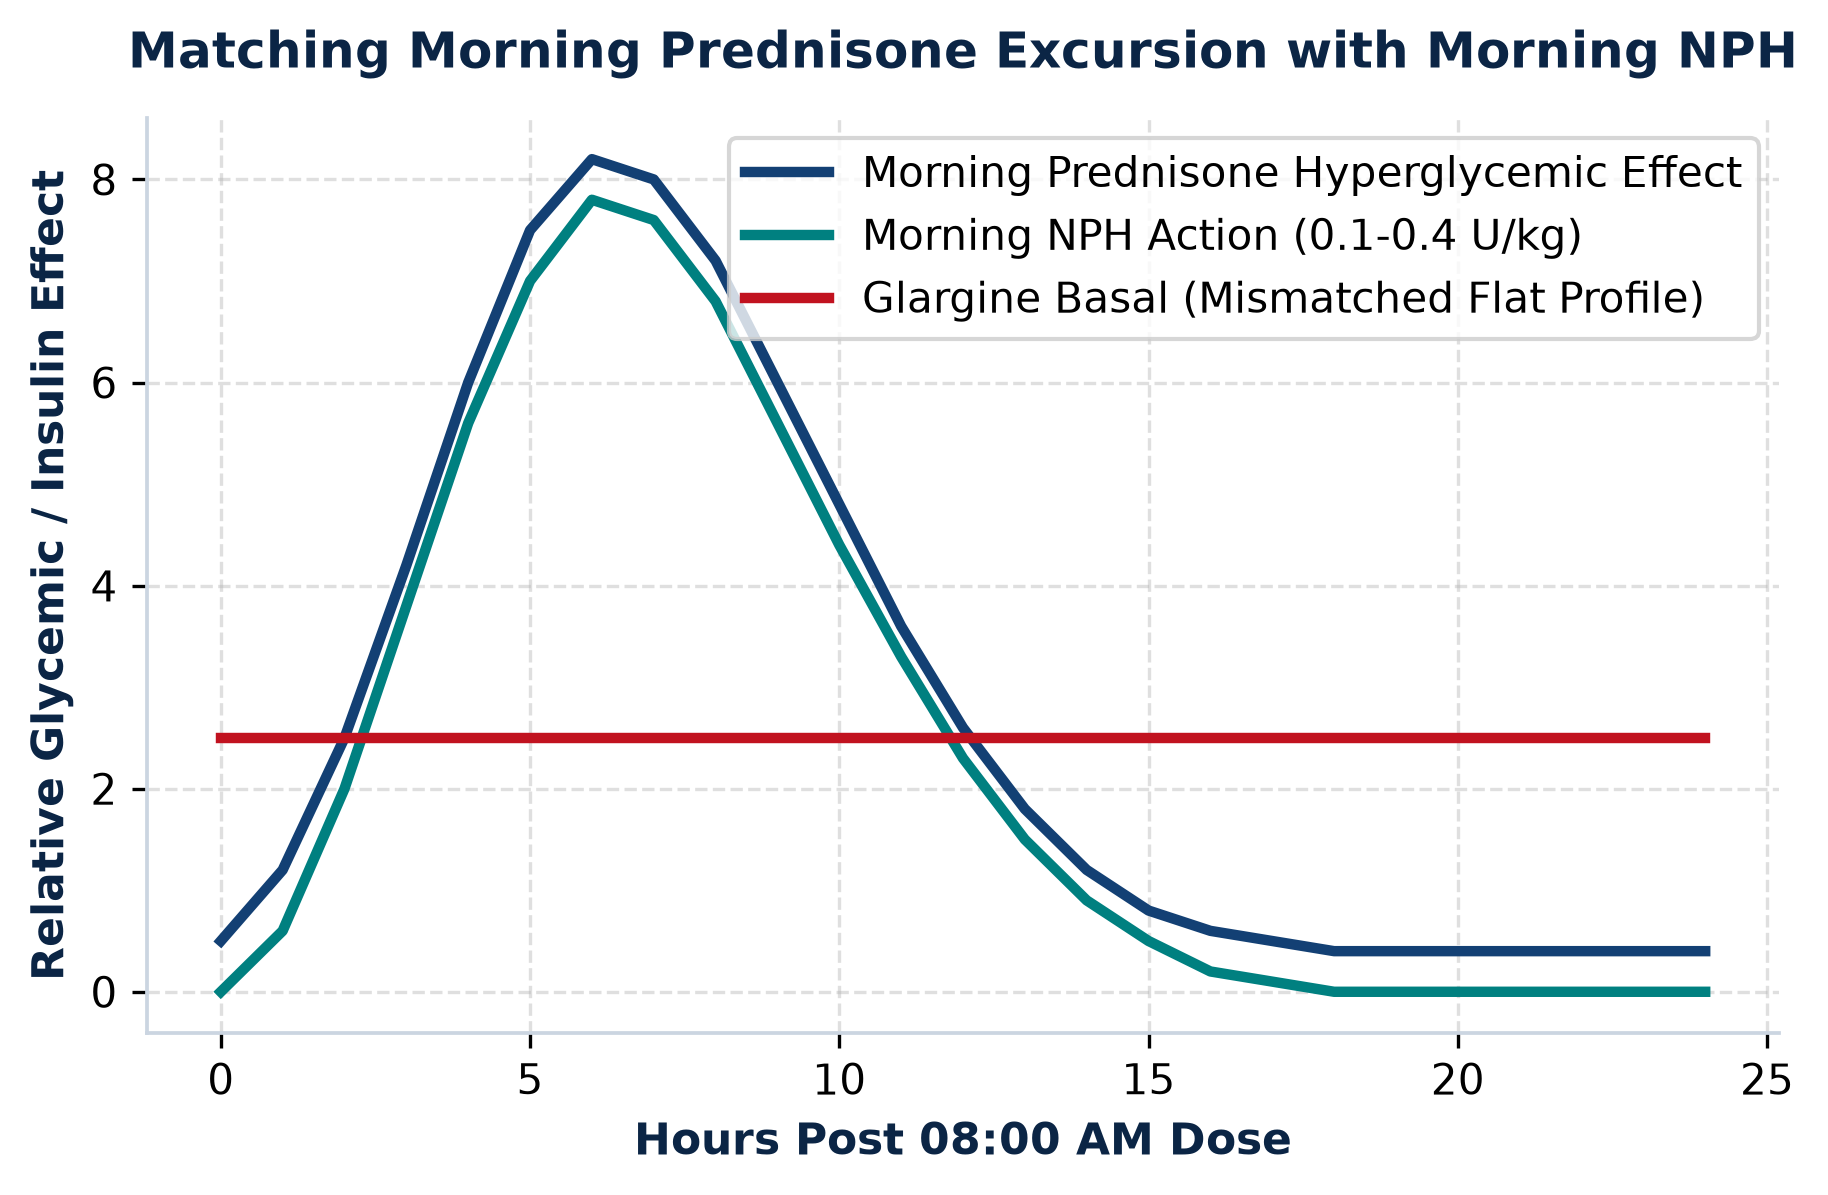 Matching Morning Prednisone Excursion with Morning NPH
Relative Glycemic / Insulin Effect
8
6
4
2
0
Morning Prednisone Hyperglycemic Effect
Morning NPH Action (0.1-0.4 U/kg)
Glargine Basal (Mismatched Flat Profile)
0 5 10 15 20 25
Hours Post 08:00 AM Dose